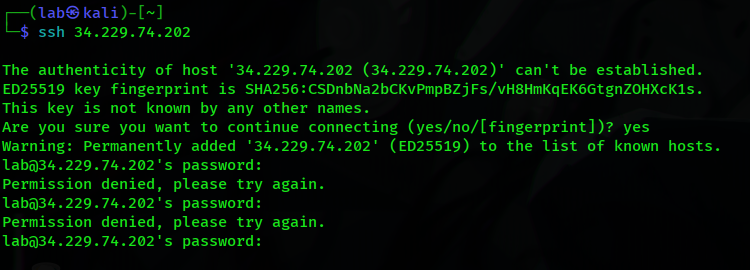 ┌──(lab㉿kali)-[~]
└─$ ssh 34.229.74.202
The authenticity of host '34.229.74.202 (34.229.74.202)' can't be established.
ED25519 key fingerprint is SHA256:CSDnbNa2bCKvPmpBZjFs/vH8HmKqEK6GtgnZOHXcK1s.
This key is not known by any other names.
Are you sure you want to continue connecting (yes/no/[fingerprint])? yes
Warning: Permanently added '34.229.74.202' (ED25519) to the list of known hosts.
lab@34.229.74.202's password:
Permission denied, please try again.
lab@34.229.74.202's password:
Permission denied, please try again.
lab@34.229.74.202's password: